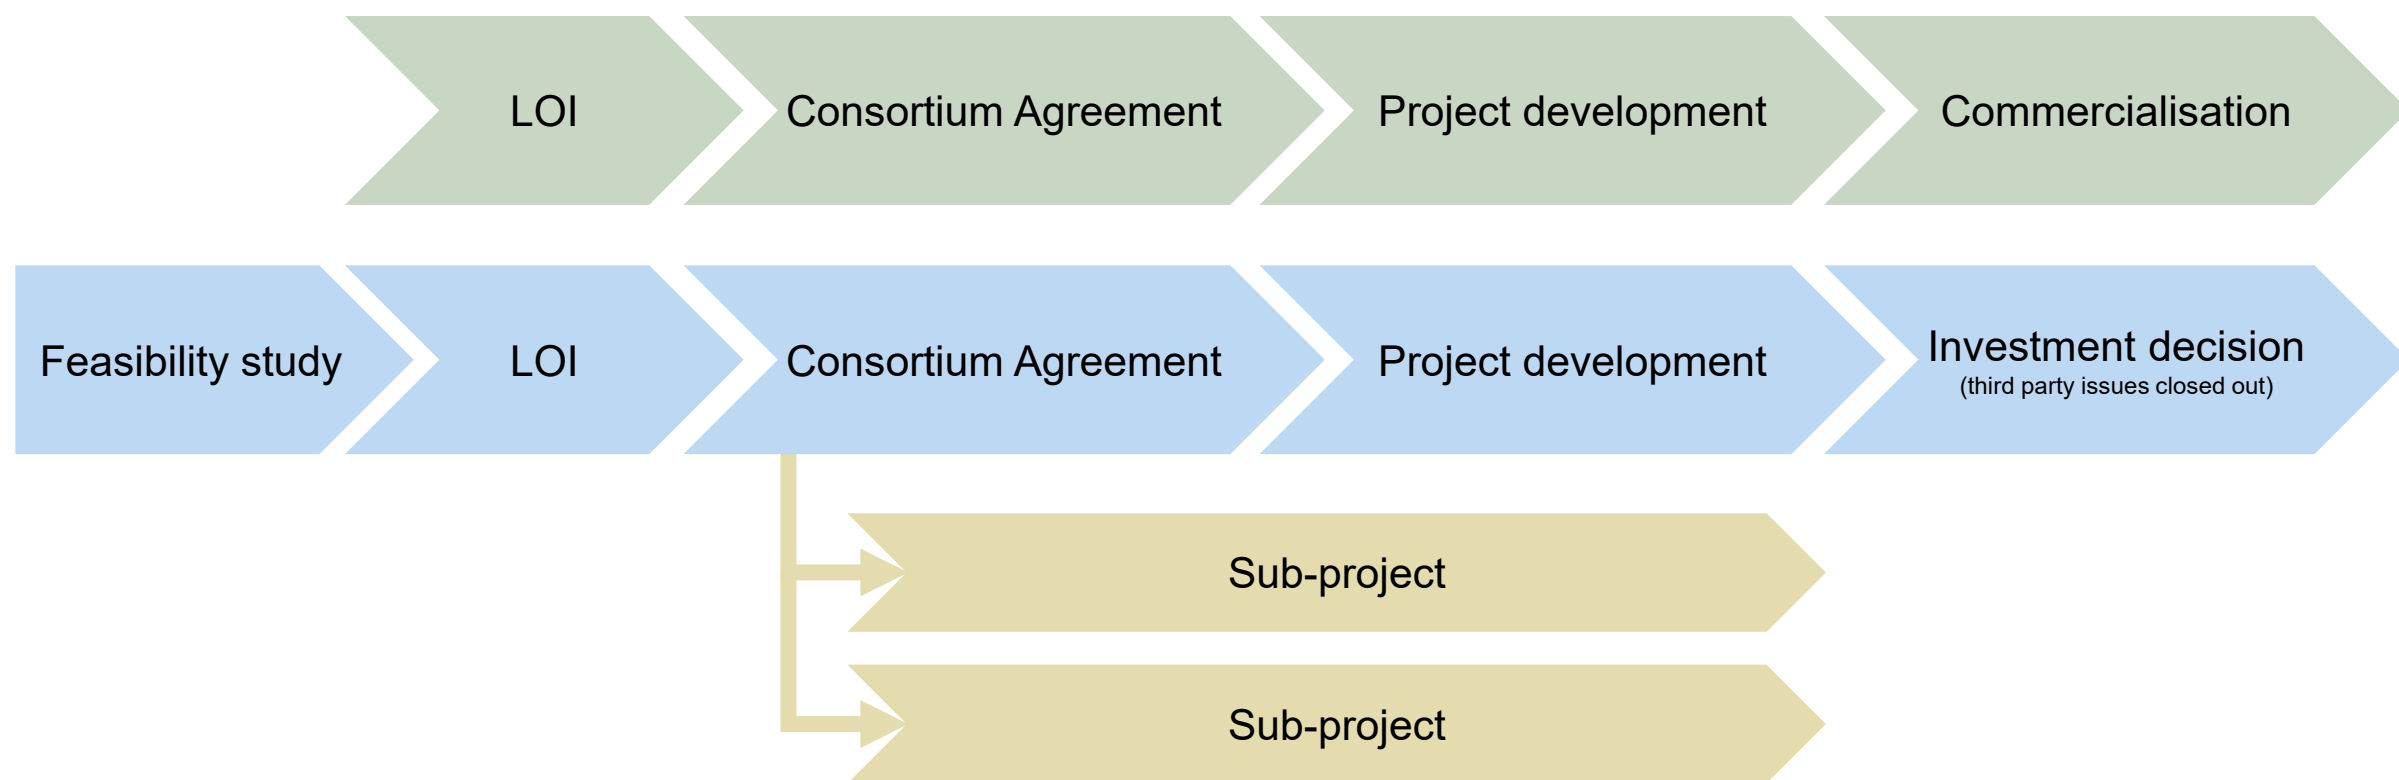 LOI
Consortium Agreement
Project development
Commercialisation
Feasibility study
LOI
Consortium Agreement
Project development
Investment decision
(third party issues closed out)
Sub-project
Sub-project